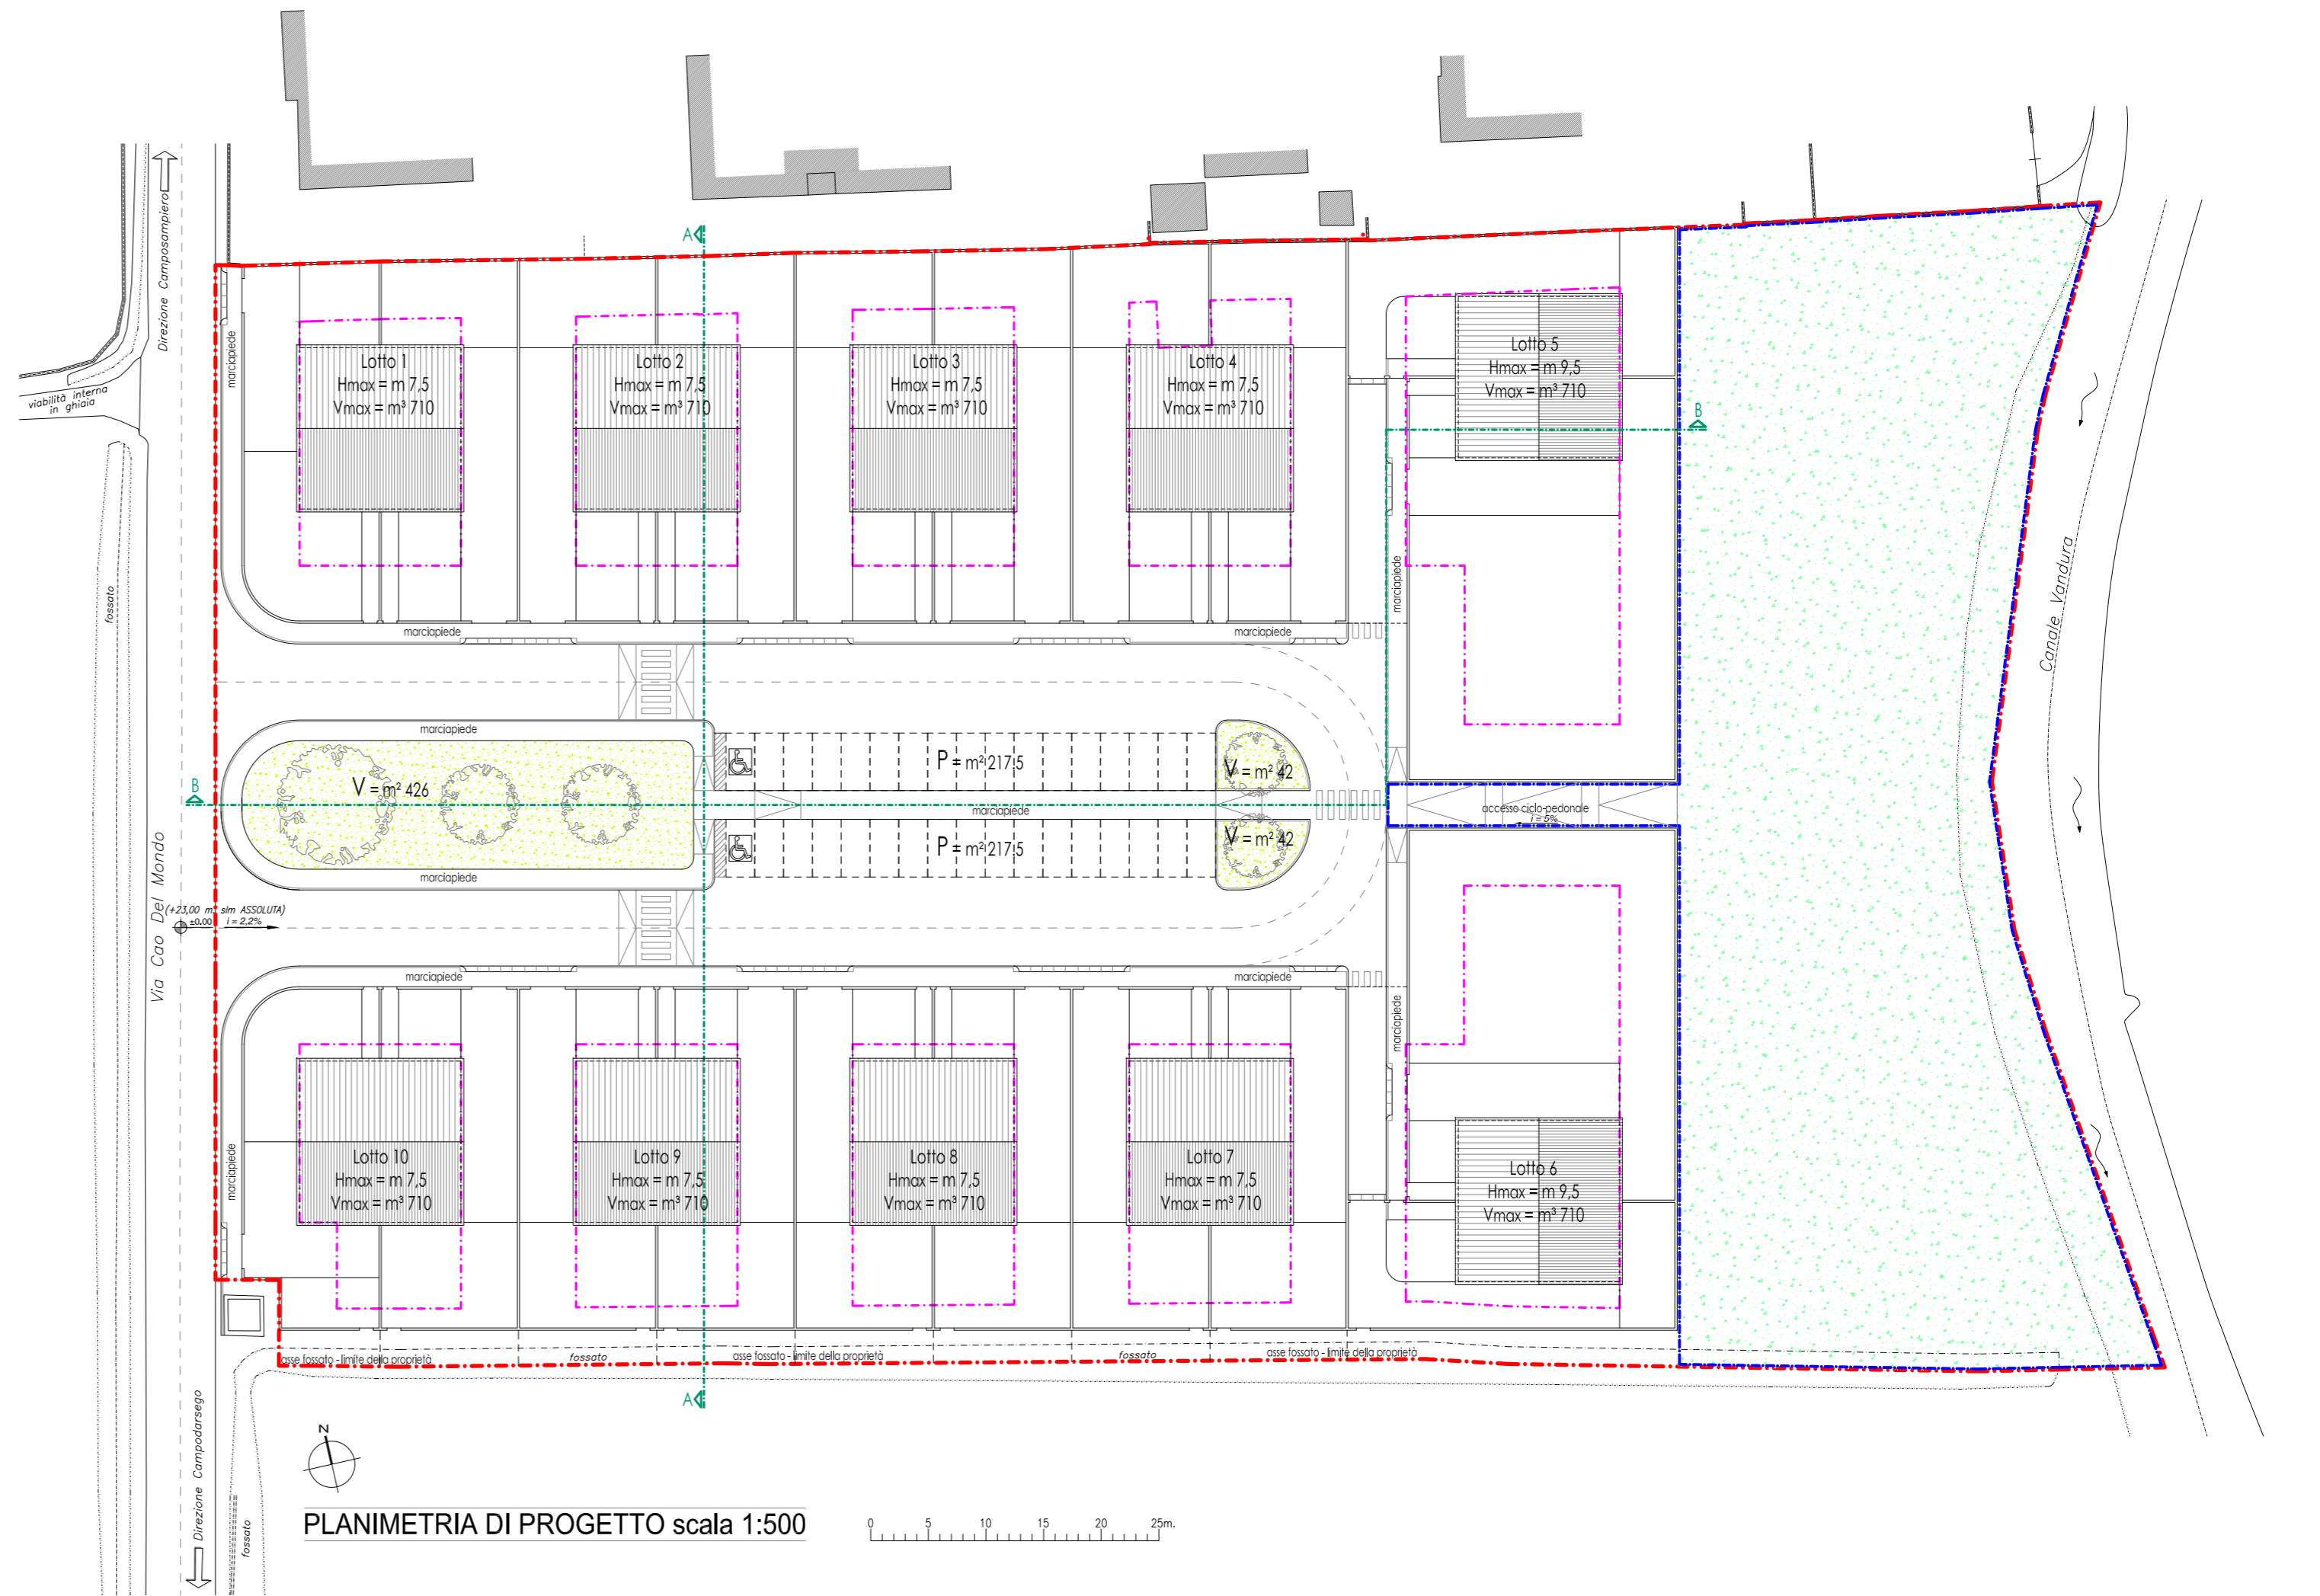 Direzione Camposampiero
viabilità interna
in ghiaia
marciapiede
A
Lotto 1
Hmax = m 7,5
Vmax = m³ 710
Lotto 2
Hmax = m 7,5
Vmax = m³ 710
Lotto 3
Hmax = m 7,5
Vmax = m³ 710
Lotto 4
Hmax = m 7,5
Vmax = m³ 710
Lotto 5
Hmax = m 9,5
Vmax = m³ 710
B
fossato
marciapiede
Canale Vandura
marciapiede
marciapiede
marciapiede
V = m² 426
P = m² 217,5
V = m² 42
B
marciapiede
accesso ciclo-pedonale
i = 5%
P = m² 217,5
V = m² 42
marciapiede
Via Cao Del Mondo
(+23,00 m. slm ASSOLUTA)
±0.00
i = 2,2%
marciapiede
marciapiede
marciapiede
marciapiede
Lotto 10
Hmax = m 7,5
Vmax = m³ 710
Lotto 9
Hmax = m 7,5
Vmax = m³ 710
Lotto 8
Hmax = m 7,5
Vmax = m³ 710
Lotto 7
Hmax = m 7,5
Vmax = m³ 710
Lotto 6
Hmax = m 9,5
Vmax = m³ 710
asse fossato - limite della proprietà
fossato
asse fossato - limite della proprietà
fossato
asse fossato - limite della proprietà
A
Direzione Campodarsego
fossato
N
PLANIMETRIA DI PROGETTO scala 1:500
0 5 10 15 20 25m.